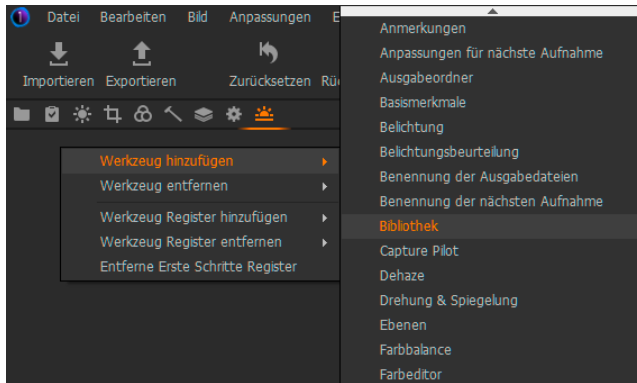 Datei Bearbeiten Bild Anpassungen
Importieren Exportieren Zurücksetzen
Werkzeug hinzufügen
Werkzeug entfernen
Werkzeug Register hinzufügen
Werkzeug Register entfernen
Entferne Erste Schritte Register
Anmerkungen
Anpassungen für nächste Aufnahme
Ausgabeordner
Basismerkmale
Belichtung
Belichtungsbeurteilung
Benennung der Ausgabedateien
Benennung der nächsten Aufnahme
Bibliothek
Capture Pilot
Dehaze
Drehung & Spiegelung
Ebenen
Farbbalance
Farbeditor